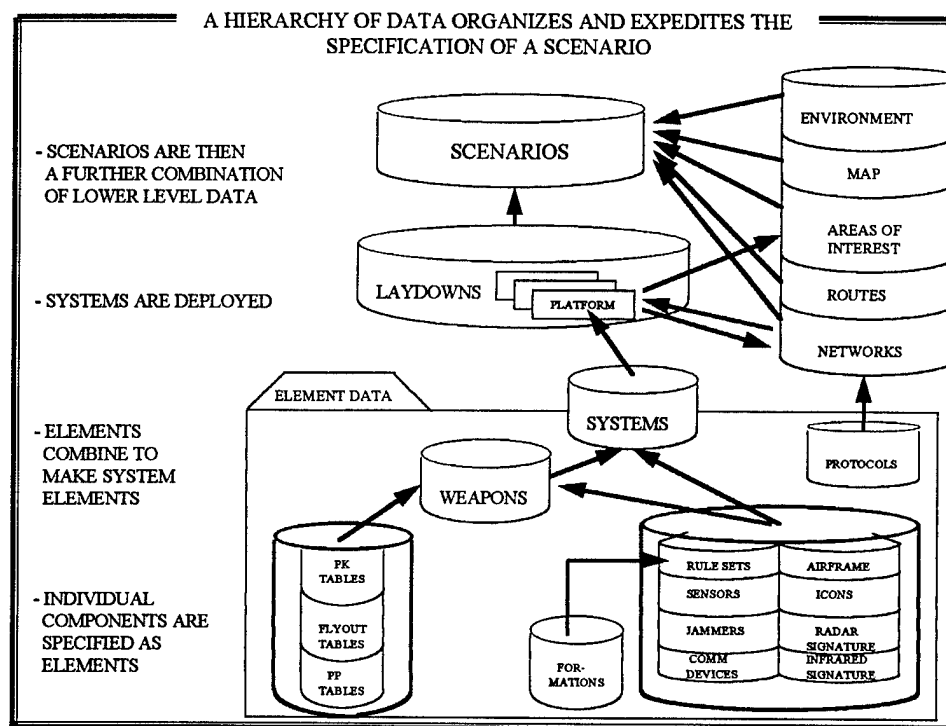 A HIERARCHY OF DATA ORGANIZES AND EXPEDITES THE
SPECIFICATION OF A SCENARIO
- SCENARIOS ARE THEN
A FURTHER COMBINATION
OF LOWER LEVEL DATA
SCENARIOS
ENVIRONMENT
MAP
AREAS OF
INTEREST
ROUTES
NETWORKS
- SYSTEMS ARE DEPLOYED
LAYDOWNS
PLATFORM
ELEMENT DATA
SYSTEMS
PROTOCOLS
- ELEMENTS
COMBINE TO
MAKE SYSTEM
ELEMENTS
WEAPONS
- INDIVIDUAL
COMPONENTS ARE
SPECIFIED AS
ELEMENTS
PK
TABLES
FLYOUT
TABLES
PP
TABLES
FOR-
MATIONS
RULE SETS
SENSORS
JAMMERS
COMM
DEVICES
AIRFRAME
ICONS
RADAR
SIGNATURE
INFRARED
SIGNATURE